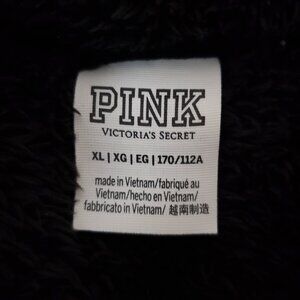 PINK
VICTORIA'S SECRET
XL | XG | EG | 170/112A
made in Vietnam/fabriqué au
Vietnam/hecho en Vietnam/
fabbricato in Vietnam/ 越南制造